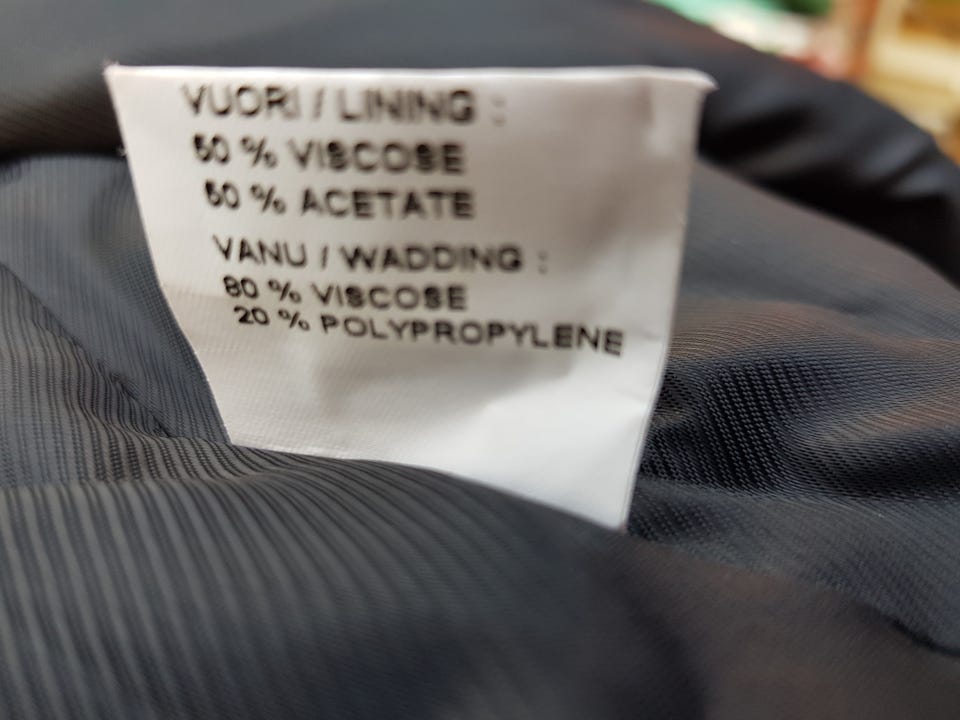 VUORI / LINING :
50 % VISCOSE
50 % ACETATE
VANU / WADDING :
80 % VISCOSE
20 % POLYPROPYLENE